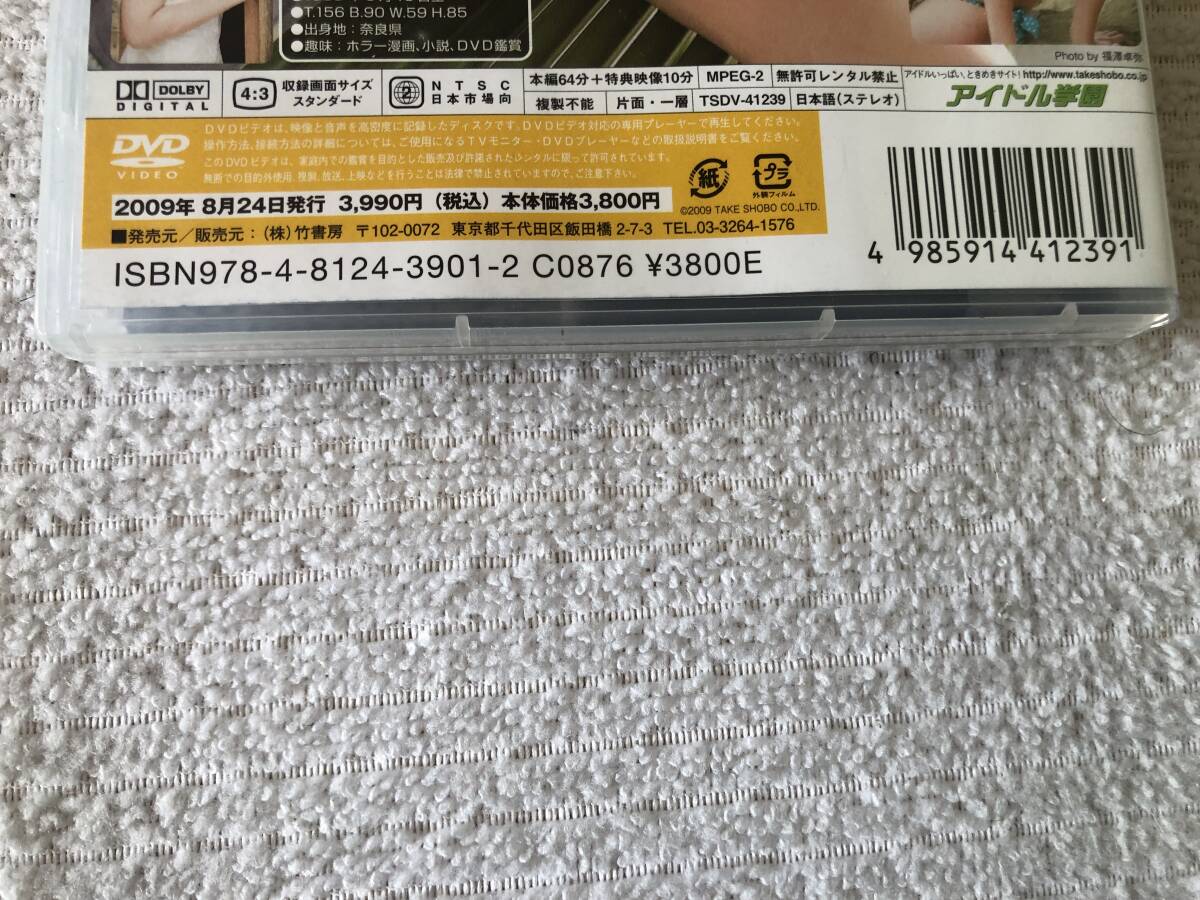 ●T.156 B.90 W.59 H.85
●出身地：奈良県
●趣味：ホラー漫画、小説、DVD鑑賞
Photo by 福澤卓弥
DOLBY DIGITAL
4:3 収録画面サイズ スタンダード
2 NTSC 日本市場向
本編64分＋特典映像10分 MPEG-2 無許可レンタル禁止
複製不能 片面・一層 TSDV-41239 日本語(ステレオ)
アイドルいっぱい、ときめきサイト! http://www.takeshobo.co.jp
アイドル学園
DVD VIDEO
DVDビデオは、映像と音声を高密度に記録したディスクです。DVDビデオ対応の専用プレーヤーで再生してください。
操作方法、接続方法の詳細については、ご使用になるTVモニター・DVDプレーヤーなどの取扱説明書をご覧ください。
このDVDビデオは、家庭内での鑑賞を目的とした販売及び許諾されたレンタルに限って許可されています。
無断での目的外使用、複製、放送、上映などを行うことは法律で禁止されていますので、ご注意下さい。
紙
プラ
外装フィルム
2009年 8月24日発行 3,990円（税込）本体価格3,800円
©2009 TAKE SHOBO CO.,LTD.
■発売元／販売元：(株)竹書房 〒102-0072 東京都千代田区飯田橋2-7-3 TEL.03-3264-1576
ISBN978-4-8124-3901-2 C0876 ¥3800E
4 985914 412391